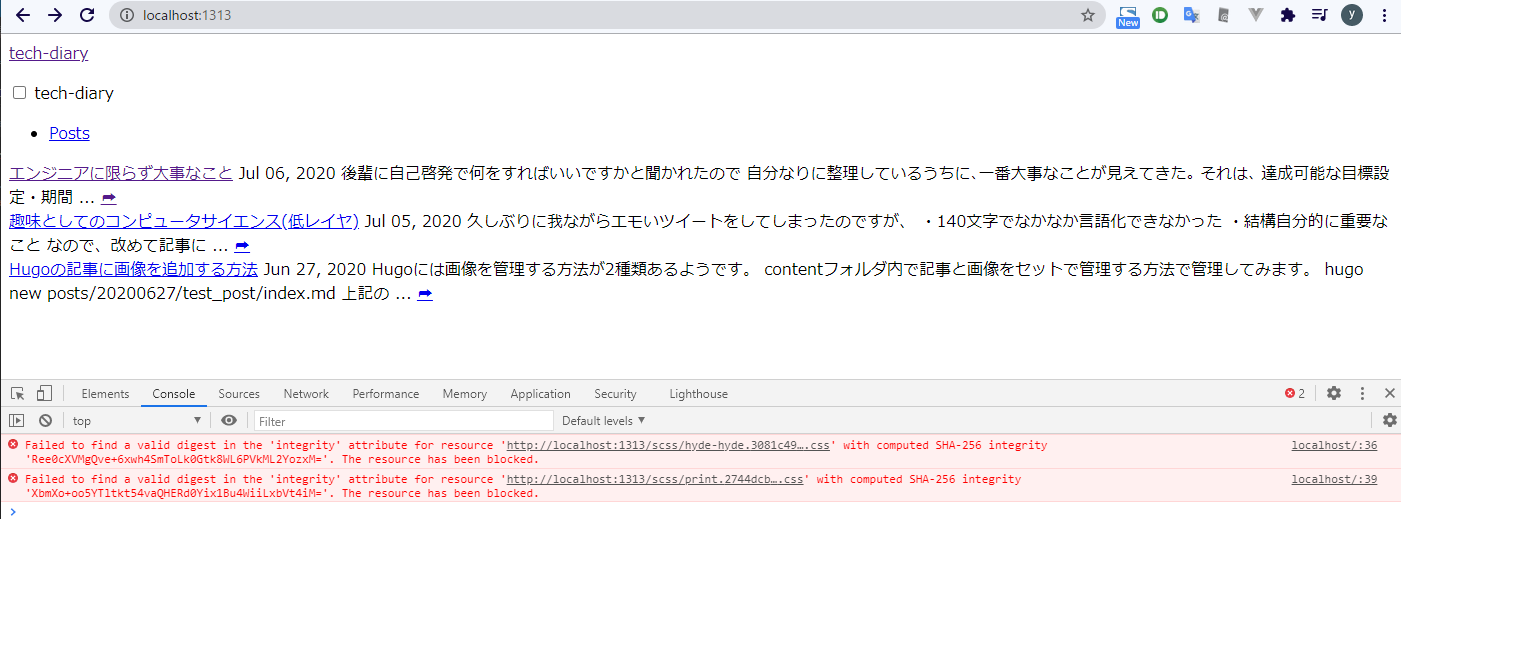 localhost:1313
New
y
tech-diary
tech-diary
Posts
エンジニアに限らず大事なこと Jul 06, 2020 後輩に自己啓発で何をすればいいですかと聞かれたので 自分なりに整理しているうちに、一番大事なことが見えてきた。それは、達成可能な目標設
定・期間 ... ➦
趣味としてのコンピュータサイエンス(低レイヤ) Jul 05, 2020 久しぶりに我ながらエモいツイートをしてしまったのですが、 ・140文字でなかなか言語化できなかった ・結構自分的に重要な
こと なので、改めて記事に ... ➦
Hugoの記事に画像を追加する方法 Jun 27, 2020 Hugoには画像を管理する方法が2種類あるようです。 contentフォルダ内で記事と画像をセットで管理する方法で管理してみます。 hugo
new posts/20200627/test_post/index.md 上記の ... ➦
Elements Console Sources Network Performance Memory Application Security Lighthouse 2
top Filter Default levels
Failed to find a valid digest in the 'integrity' attribute for resource 'http://localhost:1313/scss/hyde-hyde.3081c49….css' with computed SHA-256 integrity localhost/:36
'Ree0cXVMgQve+6xwh4SmToLk0Gtk8WL6PVkML2YozxM='. The resource has been blocked.
Failed to find a valid digest in the 'integrity' attribute for resource 'http://localhost:1313/scss/print.2744dcb….css' with computed SHA-256 integrity localhost/:39
'XbmXo+oo5YTltkt54vaQHERd0Yix1Bu4WiiLxbVt4iM='. The resource has been blocked.